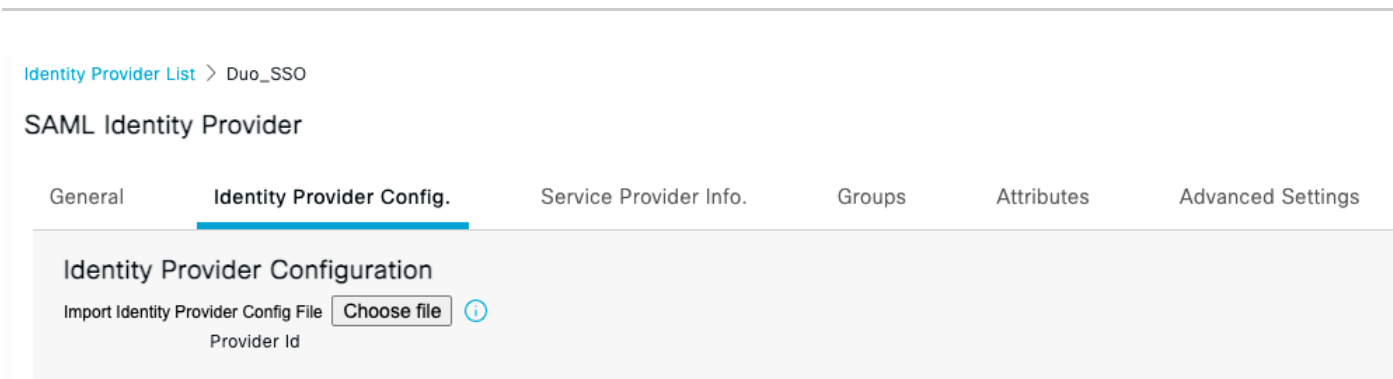 Identity Provider List > Duo_SSO
SAML Identity Provider
General Identity Provider Config. Service Provider Info. Groups Attributes Advanced Settings
Identity Provider Configuration
Import Identity Provider Config File Choose file
Provider Id